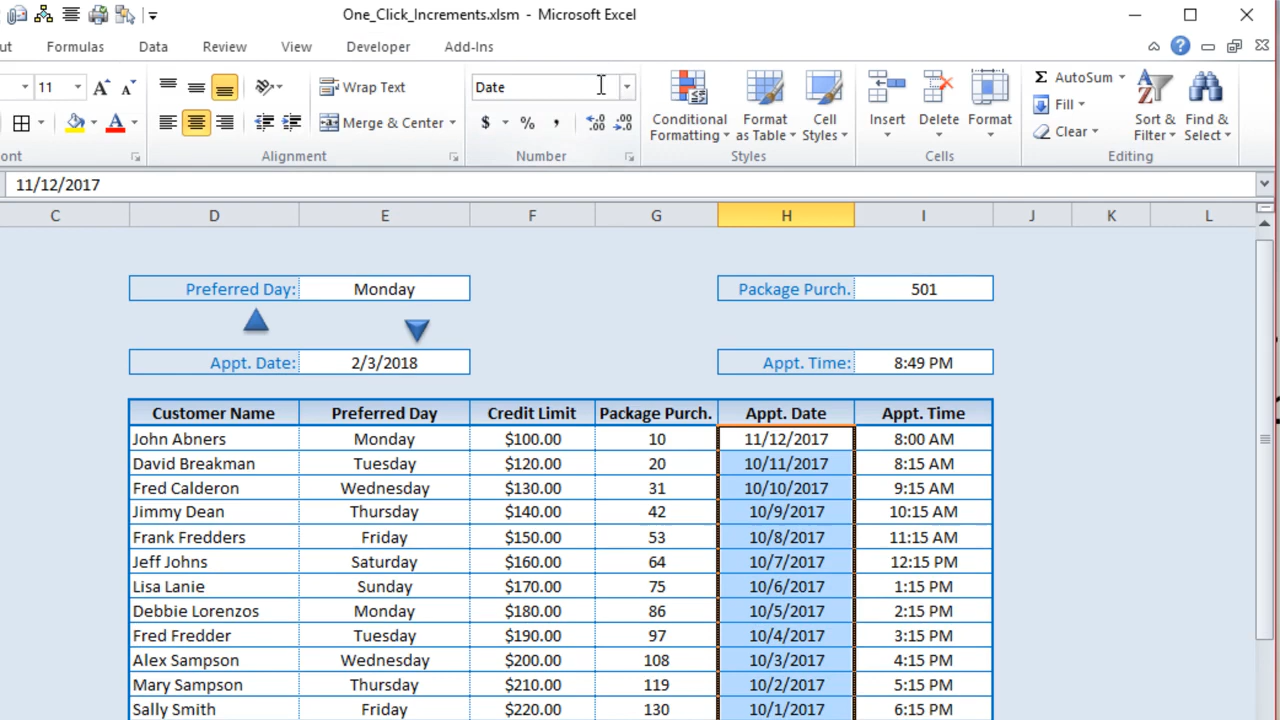 One_Click_Increments.xlsm - Microsoft Excel
ut Formulas Data Review View Developer Add-Ins
11 A A Wrap Text Date Conditional Formatting Format as Table Cell Styles Insert Delete Format Σ AutoSum Fill Clear Sort & Filter Find & Select
A Merge & Center $ % , .00 .00
ont Alignment Number Styles Cells Editing
11/12/2017
C D E F G H I J K L
Preferred Day: Monday Package Purch. 501
Appt. Date: 2/3/2018 Appt. Time: 8:49 PM
Customer Name Preferred Day Credit Limit Package Purch. Appt. Date Appt. Time
John Abners Monday $100.00 10 11/12/2017 8:00 AM
David Breakman Tuesday $120.00 20 10/11/2017 8:15 AM
Fred Calderon Wednesday $130.00 31 10/10/2017 9:15 AM
Jimmy Dean Thursday $140.00 42 10/9/2017 10:15 AM
Frank Fredders Friday $150.00 53 10/8/2017 11:15 AM
Jeff Johns Saturday $160.00 64 10/7/2017 12:15 PM
Lisa Lanie Sunday $170.00 75 10/6/2017 1:15 PM
Debbie Lorenzos Monday $180.00 86 10/5/2017 2:15 PM
Fred Fredder Tuesday $190.00 97 10/4/2017 3:15 PM
Alex Sampson Wednesday $200.00 108 10/3/2017 4:15 PM
Mary Sampson Thursday $210.00 119 10/2/2017 5:15 PM
Sally Smith Friday $220.00 130 10/1/2017 6:15 PM